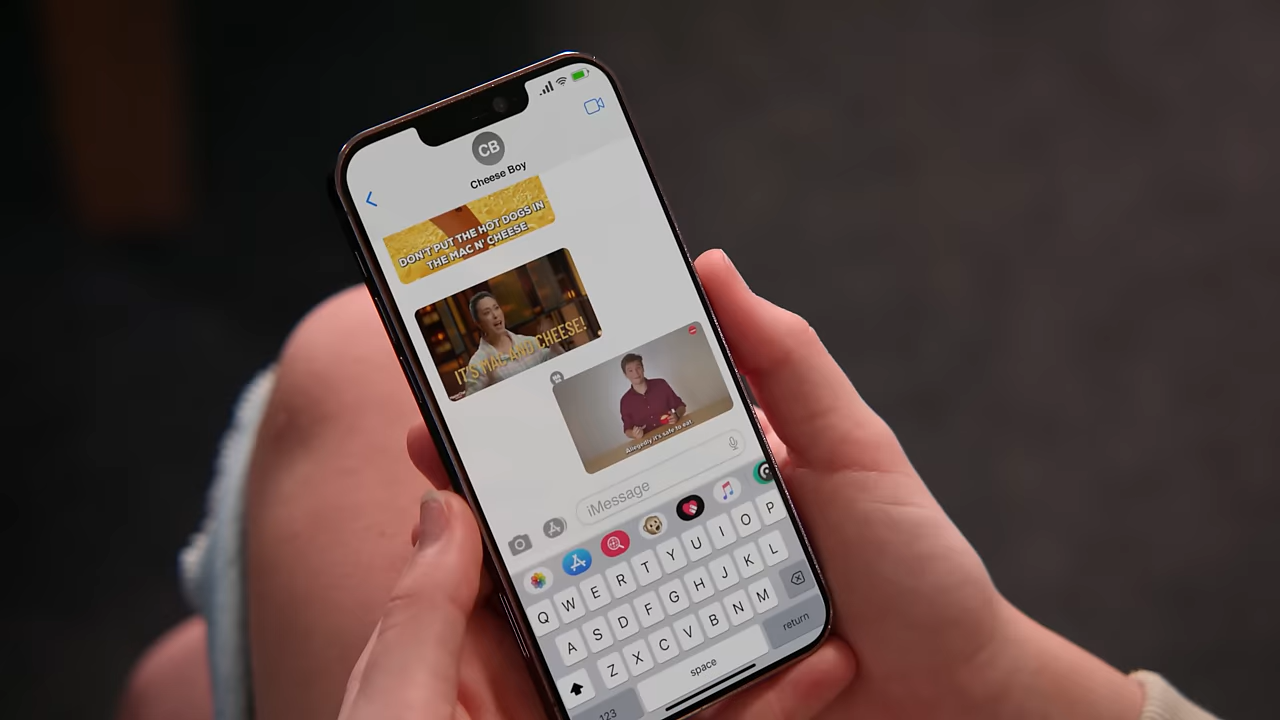 CB
Cheese Boy
DON'T PUT THE HOT DOGS IN
THE MAC N' CHEESE
IT'S MAC AND CHEESE!
Allegedly it's safe to eat
iMessage
Q W E R T Y U I O P
A S D F G H J K L
Z X C V B N M
123 space return